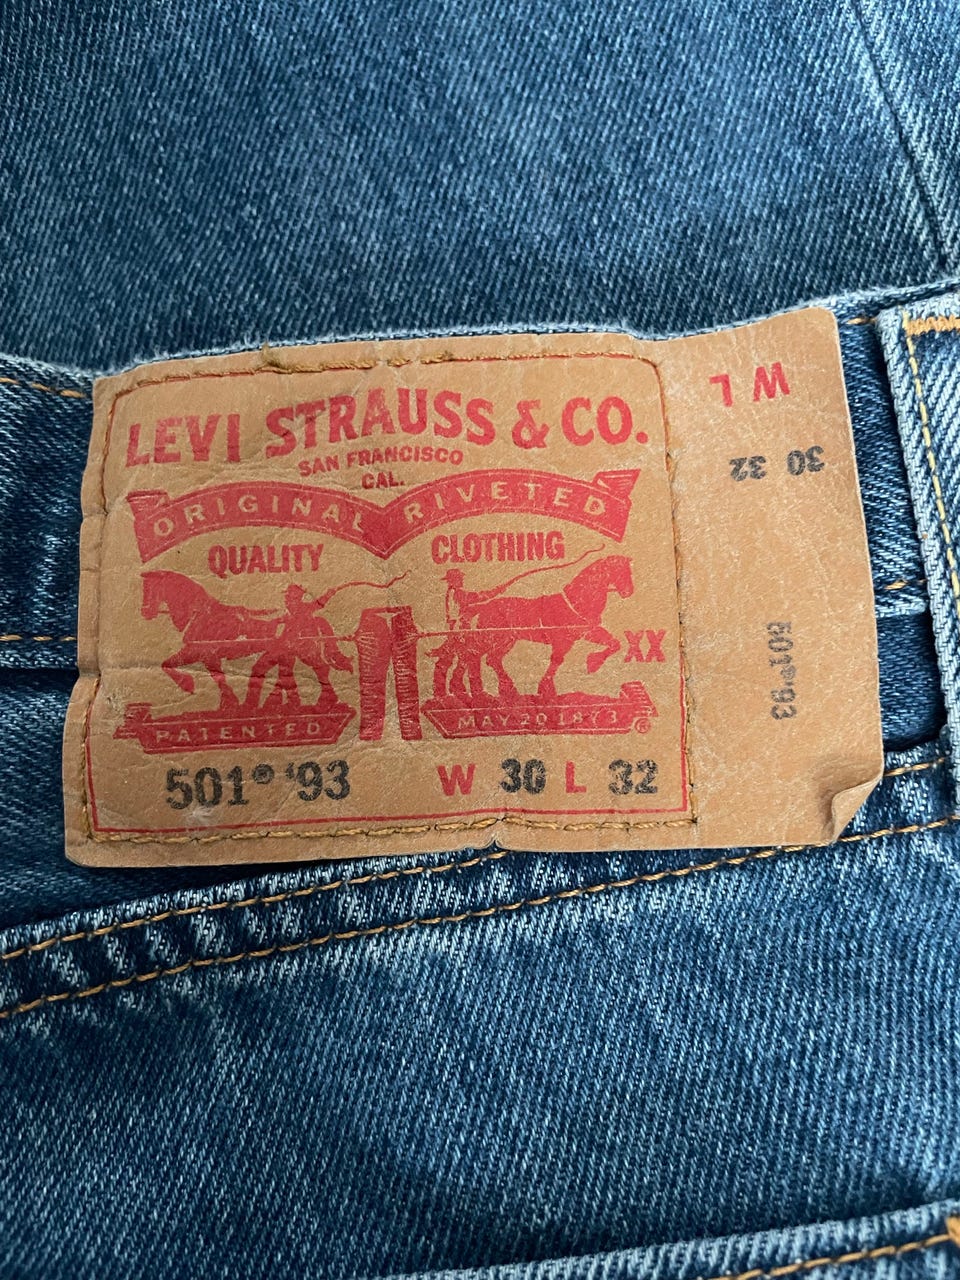 LEVI STRAUSS & CO.
SAN FRANCISCO
CAL.
ORIGINAL RIVETED
QUALITY CLOTHING
XX
PATENTED MAY 20 1873 ®
501® '93 W 30 L 32
W L
30 32
501®'93